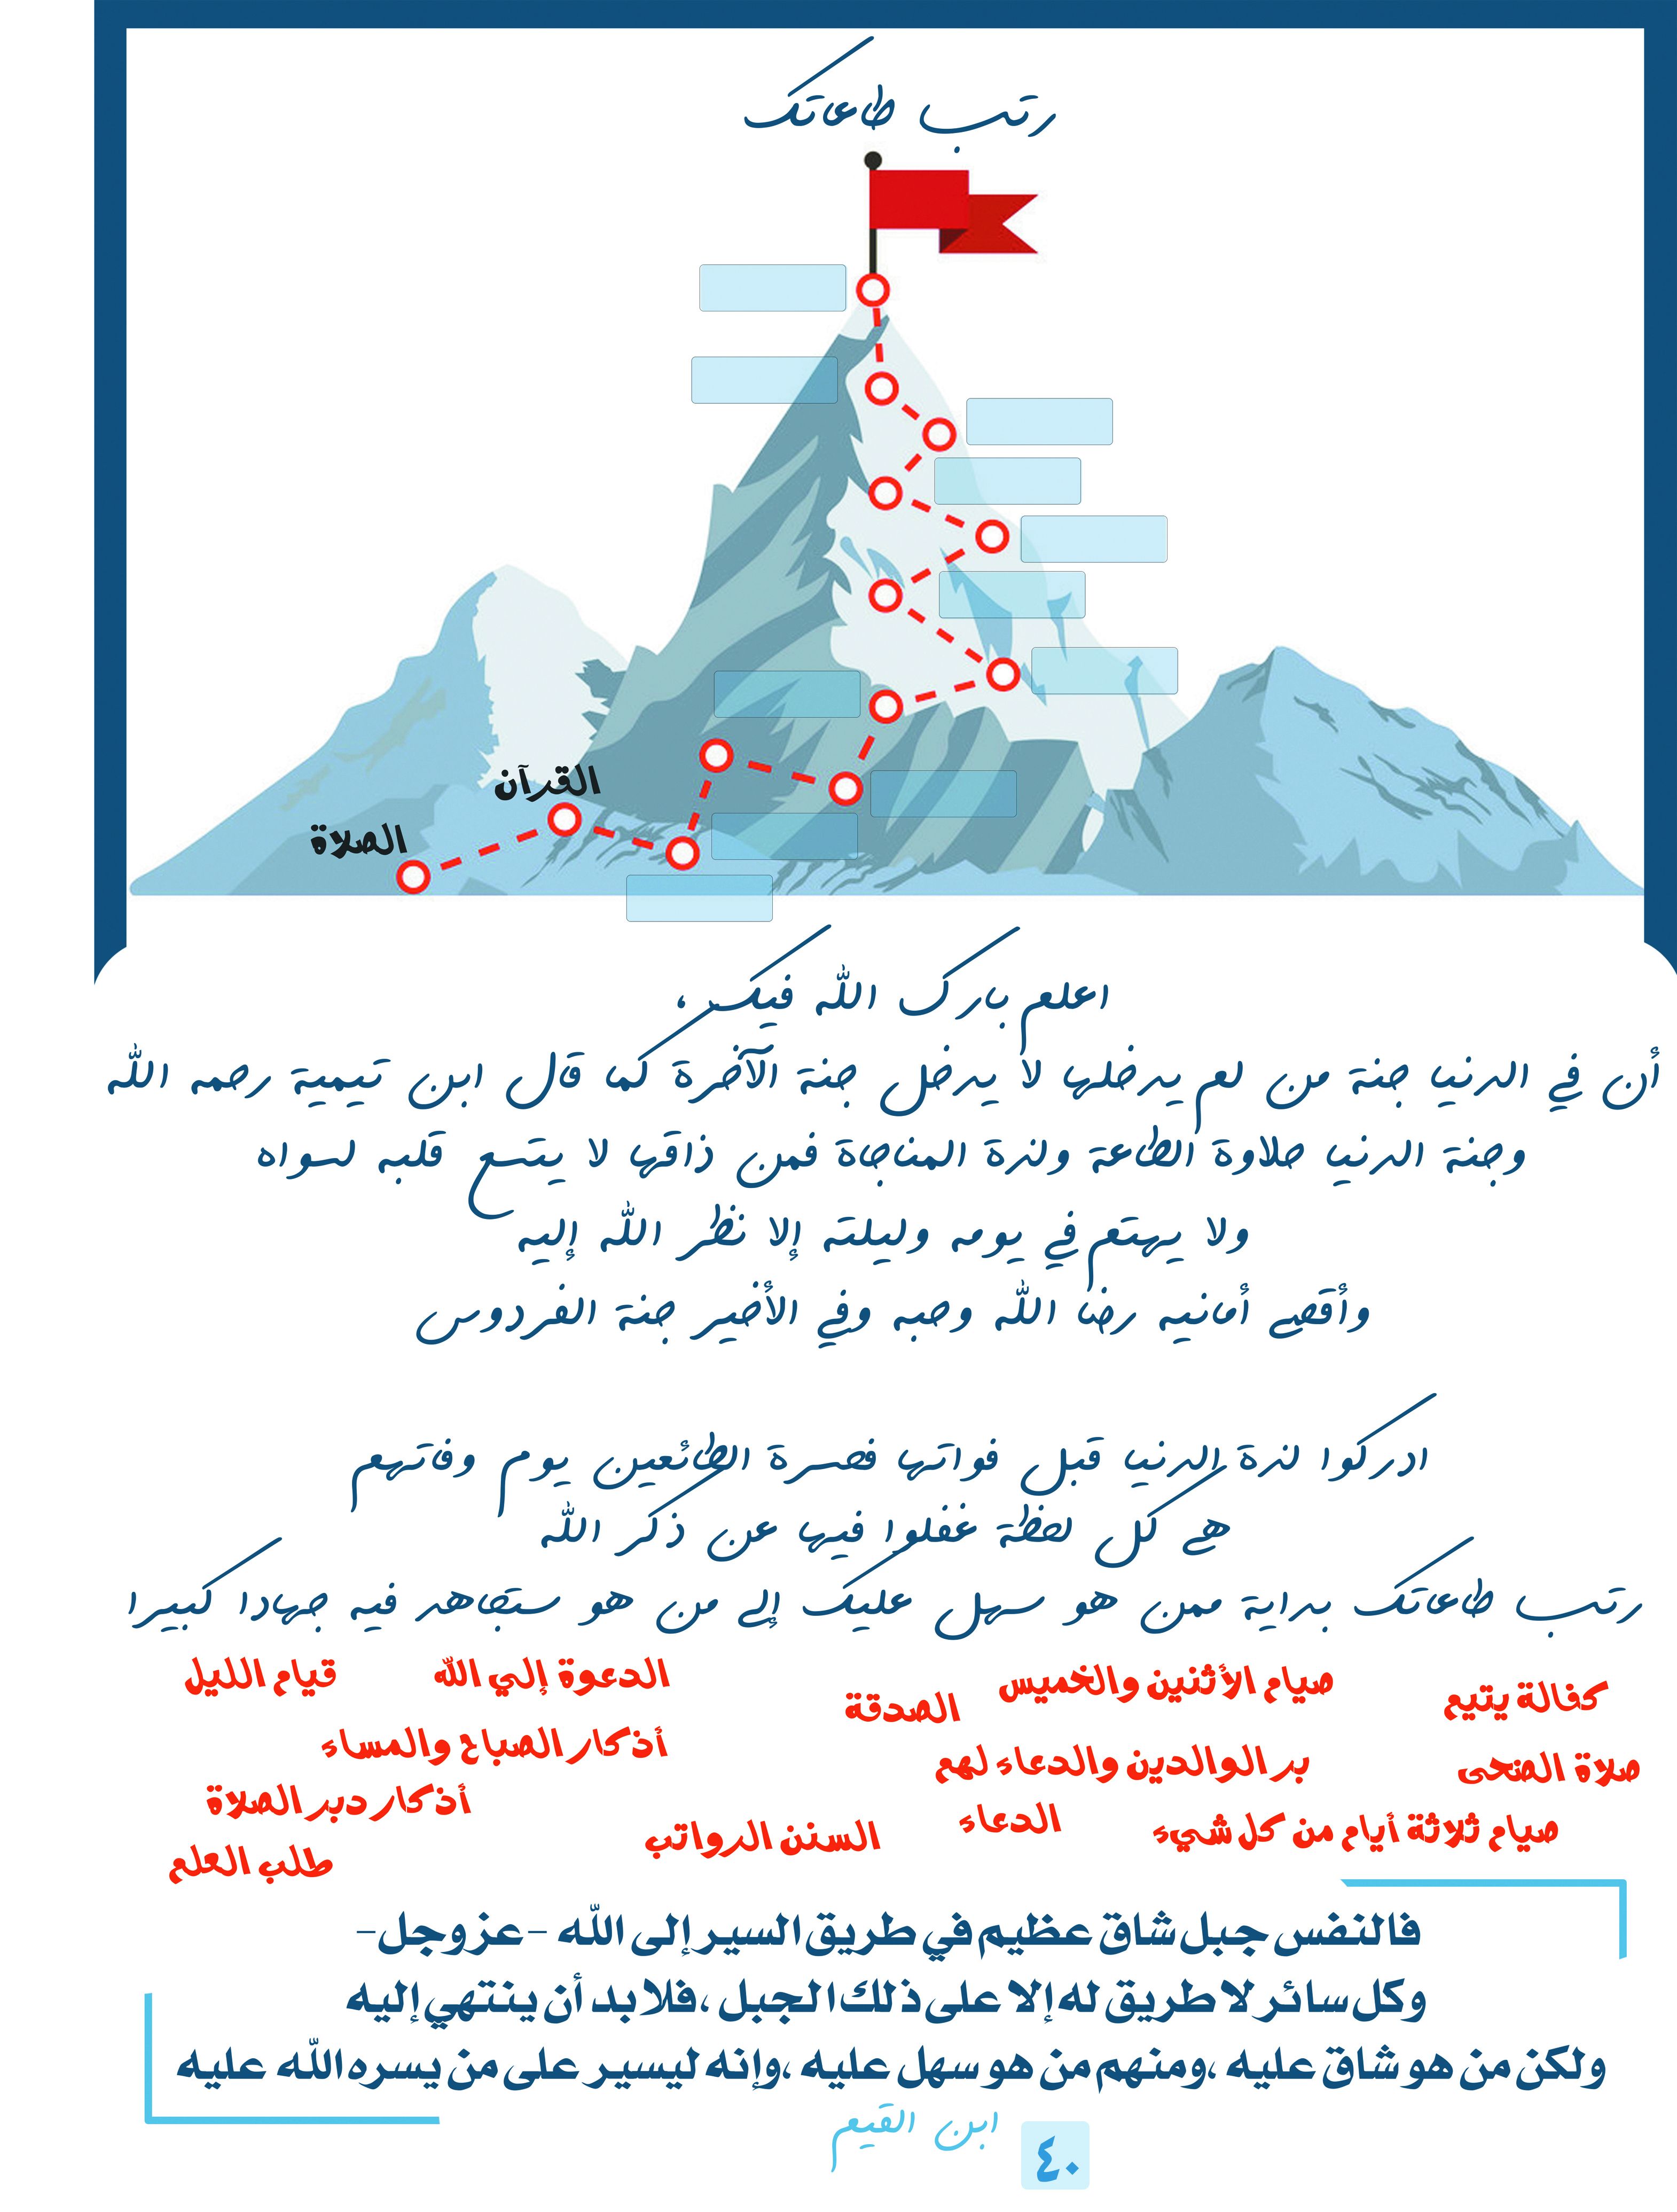 رتب طاعاتك
القرآن
الصلاة
اعلم بارك الله فيك ،
أن في الدنيا جنة من لم يدخلها لا يدخل جنة الآخرة كما قال ابن تيمية رحمه الله
وجنة الدنيا حلاوة الطاعة ولذة المناجاة فمن ذاقها لا يتسع قلبه لسواه
ولا يهتم في يومه وليلته إلا نظر الله إليه
وأقصى أمانيه رضا الله وحبه وفي الأخير جنة الفردوس
ادركوا لذة الدنيا قبل فواتها فحسرة الطائعين يوم وفاتهم
هي كل لحظة غفلوا فيها عن ذكر الله
رتب طاعاتك بداية ممن هو سهل عليك إلى من هو ستجاهد فيه جهادا كبيرا
كفالة يتيم
صيام الأثنين والخميس
الصدقة
الدعوة إلي الله
قيام الليل
صلاة الضحى
بر الوالدين والدعاء لهم
أذكار الصباح والمساء
صيام ثلاثة أيام من كل شيء
الدعاء
السنن الرواتب
أذكار دبر الصلاة
طلب العلم
فالنفس جبل شاق عظيم في طريق السير إلى الله -عز وجل-
وكل سائر لا طريق له إلا على ذلك الجبل ،فلا بد أن ينتهي إليه
ولكن من هو شاق عليه ،ومنهم من هو سهل عليه ،وإنه ليسير على من يسره الله عليه
ابن القيم
٤٠